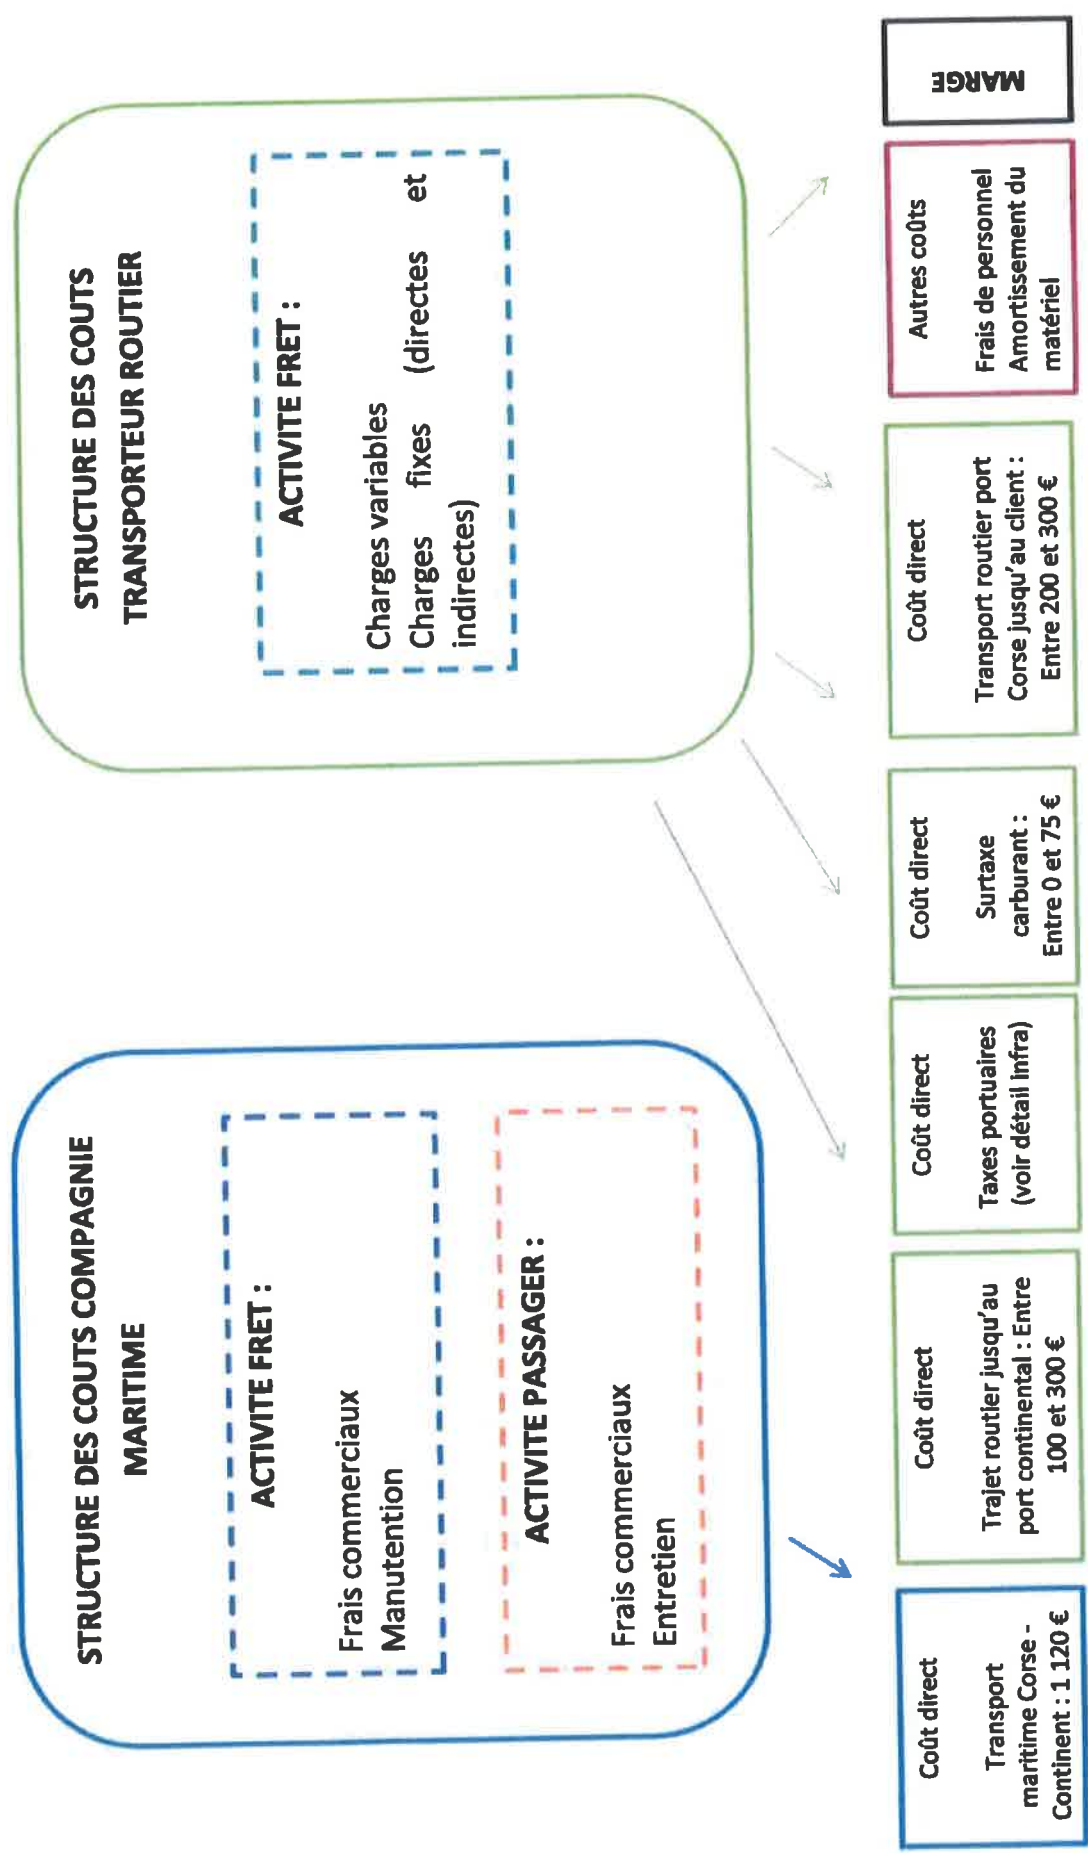 STRUCTURE DES COUTS COMPAGNIE
MARITIME
ACTIVITE FRET :
Frais commerciaux
Manutention
ACTIVITE PASSAGER :
Frais commerciaux
Entretien
STRUCTURE DES COUTS
TRANSPORTEUR ROUTIER
ACTIVITE FRET :
Charges variables
Charges fixes (directes et
indirectes)
Coût direct
Transport
maritime Corse -
Continent : 1 120 €
Coût direct
Trajet routier jusqu'au
port continental : Entre
100 et 300 €
Coût direct
Taxes portuaires
(voir détail infra)
Coût direct
Surtaxe
carburant :
Entre 0 et 75 €
Coût direct
Transport routier port
Corse jusqu'au client :
Entre 200 et 300 €
Autres coûts
Frais de personnel
Amortissement du
matériel
MARGE